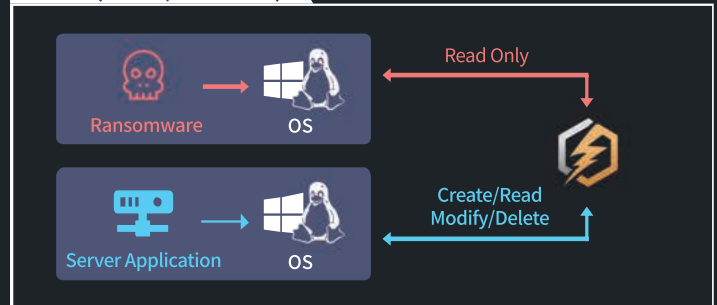 Read Only
Ransomware
OS
Create/Read
Modify/Delete
Server Application
OS